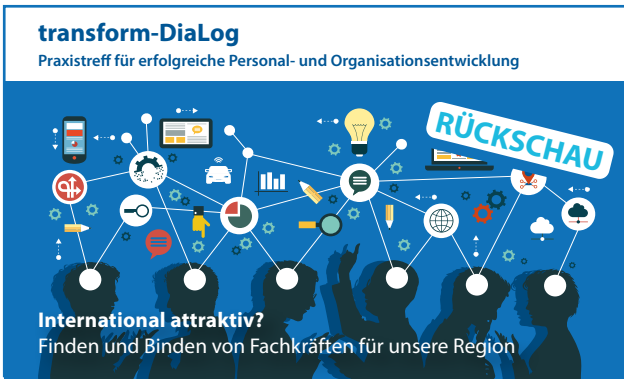 transform-DiaLog
Praxistreff für erfolgreiche Personal- und Organisationsentwicklung
RÜCKSCHAU
International attraktiv?
Finden und Binden von Fachkräften für unsere Region